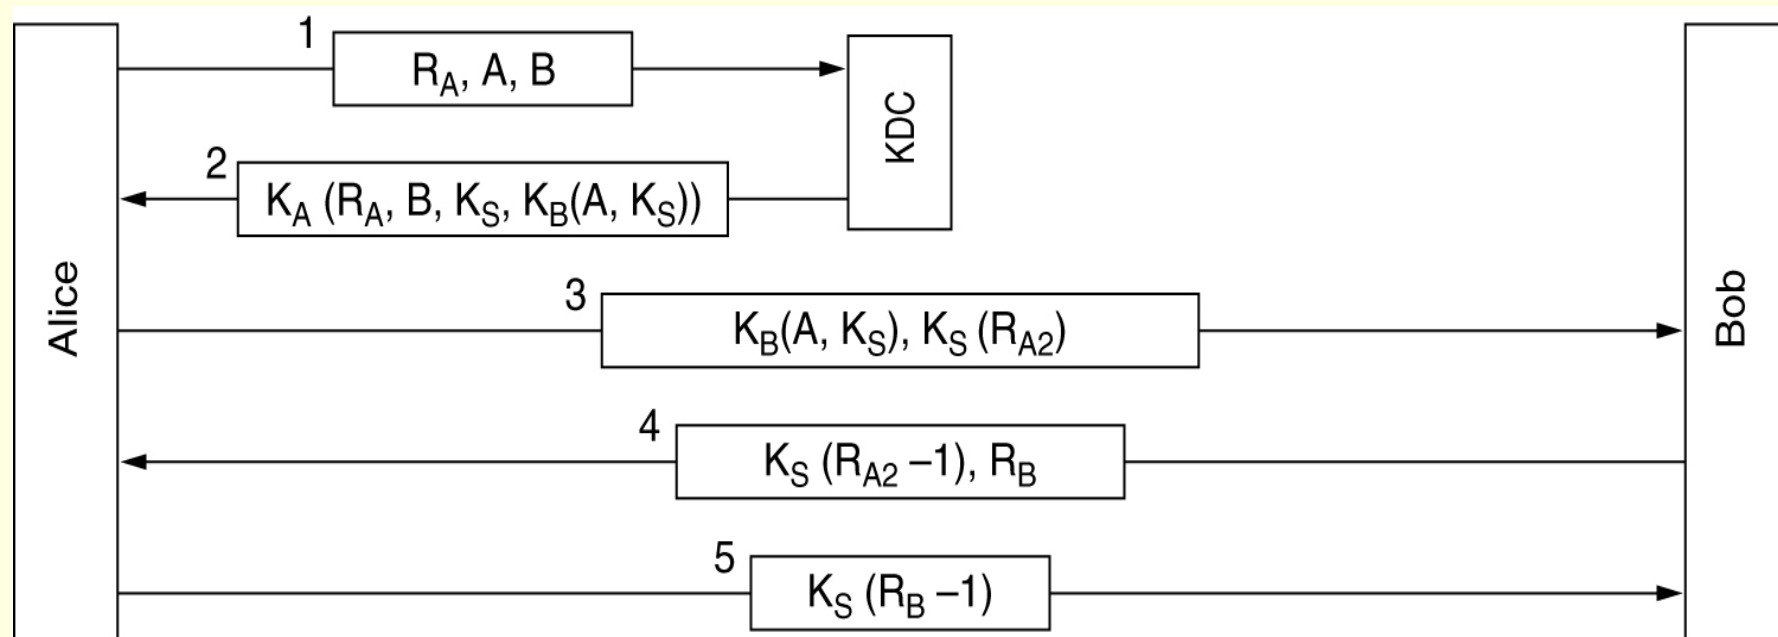 1
R_A, A, B
KDC
2
K_A (R_A, B, K_S, K_B(A, K_S))
Alice
3
K_B(A, K_S), K_S (R_A2)
Bob
4
K_S (R_A2 –1), R_B
5
K_S (R_B –1)